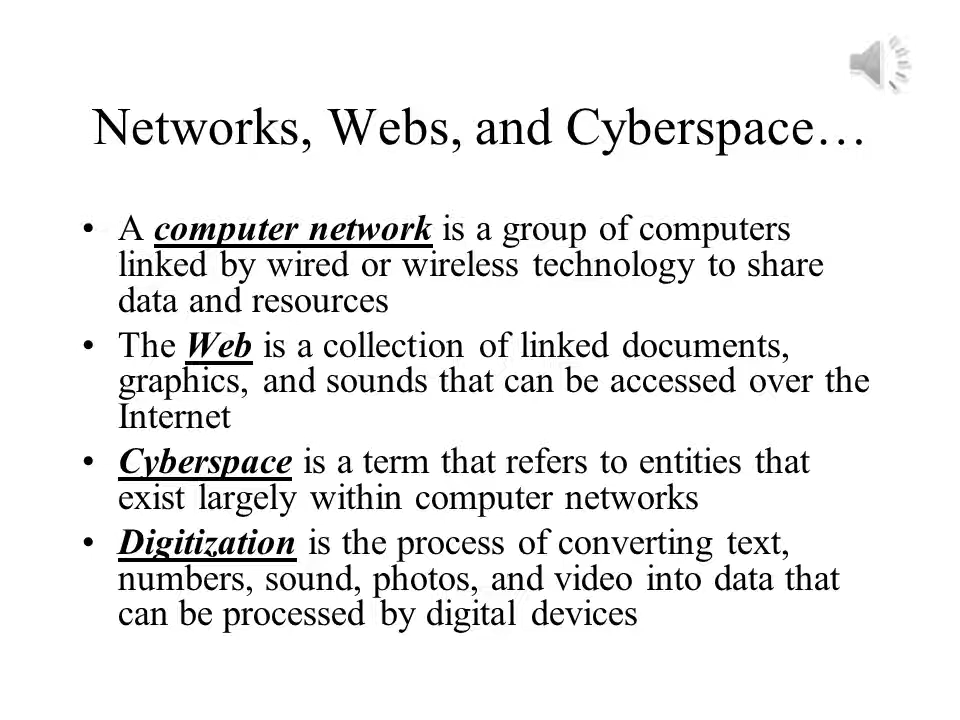 Networks, Webs, and Cyberspace…
• A computer network is a group of computers
linked by wired or wireless technology to share
data and resources
• The Web is a collection of linked documents,
graphics, and sounds that can be accessed over the
Internet
• Cyberspace is a term that refers to entities that
exist largely within computer networks
• Digitization is the process of converting text,
numbers, sound, photos, and video into data that
can be processed by digital devices